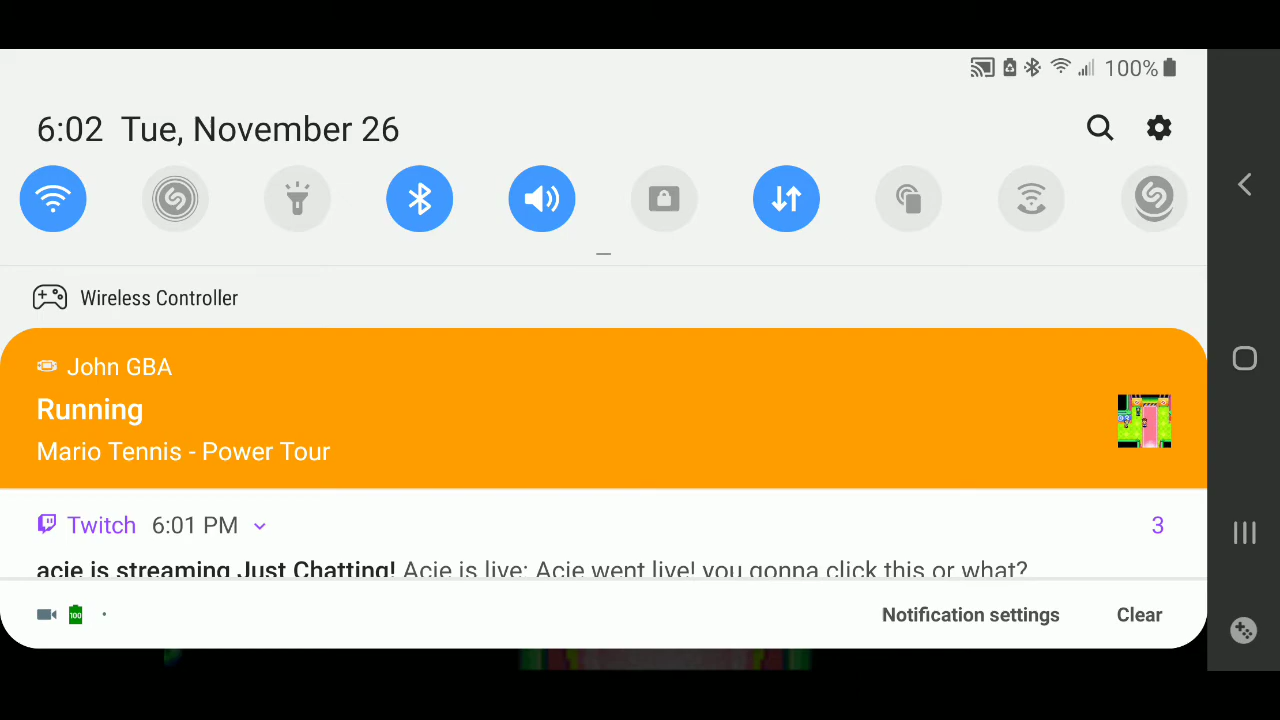 100%
6:02 Tue, November 26
Wireless Controller
John GBA
Running
Mario Tennis - Power Tour
Twitch 6:01 PM 3
acie is streaming Just Chatting! Acie is live: Acie went live! you gonna click this or what?
100 • Notification settings Clear